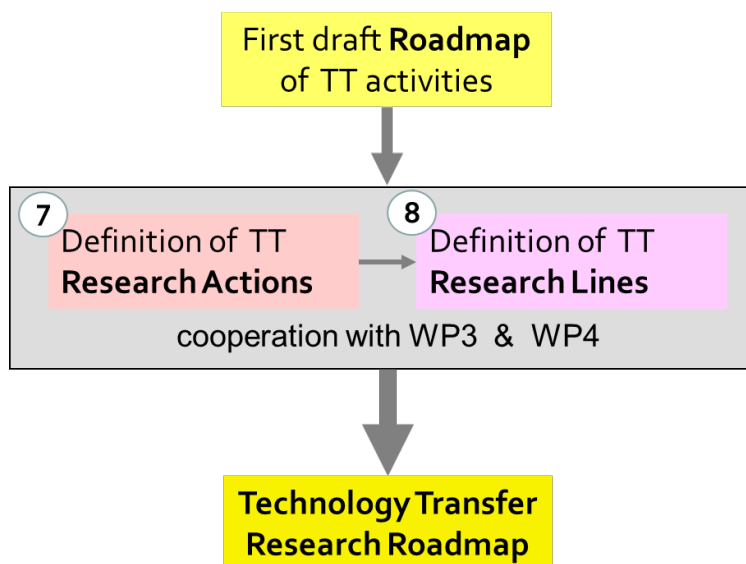 First draft Roadmap
of TT activities
7
Definition of TT
Research Actions
8
Definition of TT
Research Lines
cooperation with WP3 & WP4
Technology Transfer
Research Roadmap